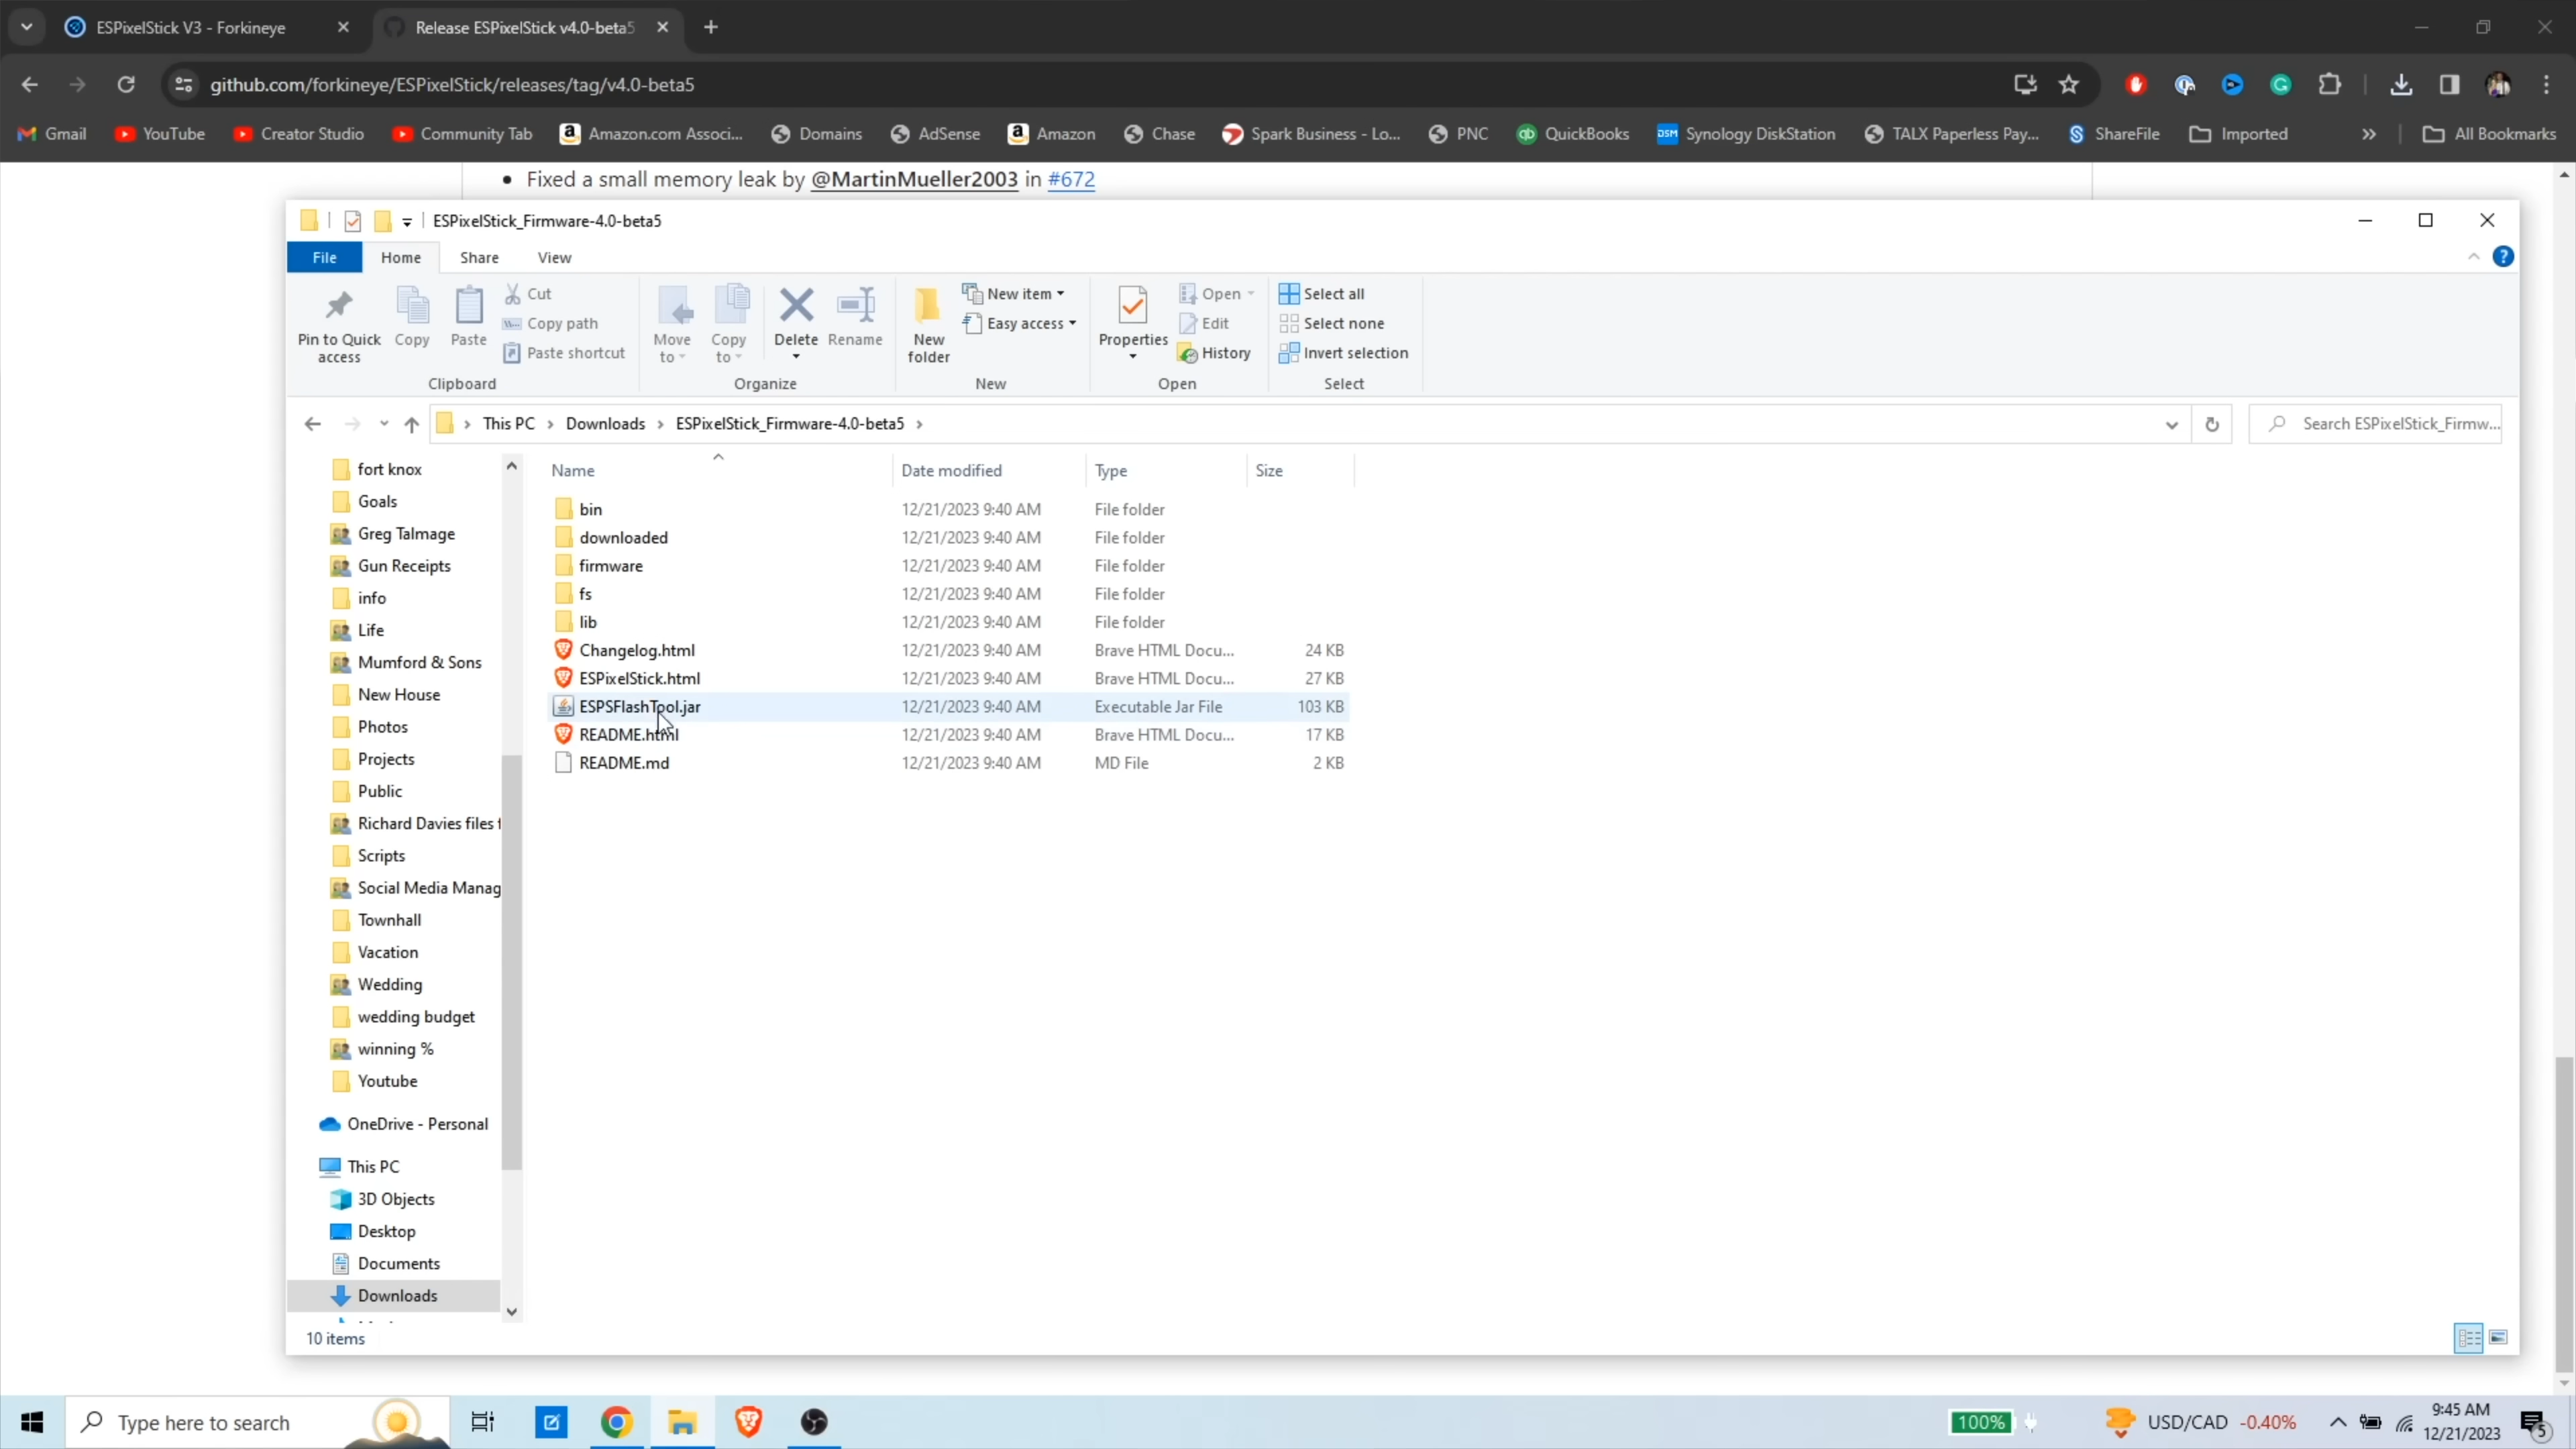 ESPixelStick V3 - Forkineye
Release ESPixelStick v4.0-beta5
github.com/forkineye/ESPixelStick/releases/tag/v4.0-beta5
Gmail YouTube Creator Studio Community Tab Amazon.com Associ... Domains AdSense Amazon Chase Spark Business - Lo... PNC QuickBooks Synology DiskStation TALX Paperless Pay... ShareFile Imported » All Bookmarks
• Fixed a small memory leak by @MartinMueller2003 in #672
ESPixelStick_Firmware-4.0-beta5
File Home Share View
Pin to Quick access
Copy
Paste
Cut
Copy path
Paste shortcut
Clipboard
Move to
Copy to
Delete
Rename
Organize
New folder
New item
Easy access
New
Properties
Open
Edit
History
Open
Select all
Select none
Invert selection
Select
This PC > Downloads > ESPixelStick_Firmware-4.0-beta5 >
Search ESPixelStick_Firmw...
fort knox
Goals
Greg Talmage
Gun Receipts
info
Life
Mumford & Sons
New House
Photos
Projects
Public
Richard Davies files
Scripts
Social Media Manag
Townhall
Vacation
Wedding
wedding budget
winning %
Youtube
OneDrive - Personal
This PC
3D Objects
Desktop
Documents
Downloads
Name Date modified Type Size
bin 12/21/2023 9:40 AM File folder
downloaded 12/21/2023 9:40 AM File folder
firmware 12/21/2023 9:40 AM File folder
fs 12/21/2023 9:40 AM File folder
lib 12/21/2023 9:40 AM File folder
Changelog.html 12/21/2023 9:40 AM Brave HTML Docu... 24 KB
ESPixelStick.html 12/21/2023 9:40 AM Brave HTML Docu... 27 KB
ESPSFlashTool.jar 12/21/2023 9:40 AM Executable Jar File 103 KB
README.html 12/21/2023 9:40 AM Brave HTML Docu... 17 KB
README.md 12/21/2023 9:40 AM MD File 2 KB
10 items
Type here to search
100%
USD/CAD -0.40%
9:45 AM
12/21/2023
5